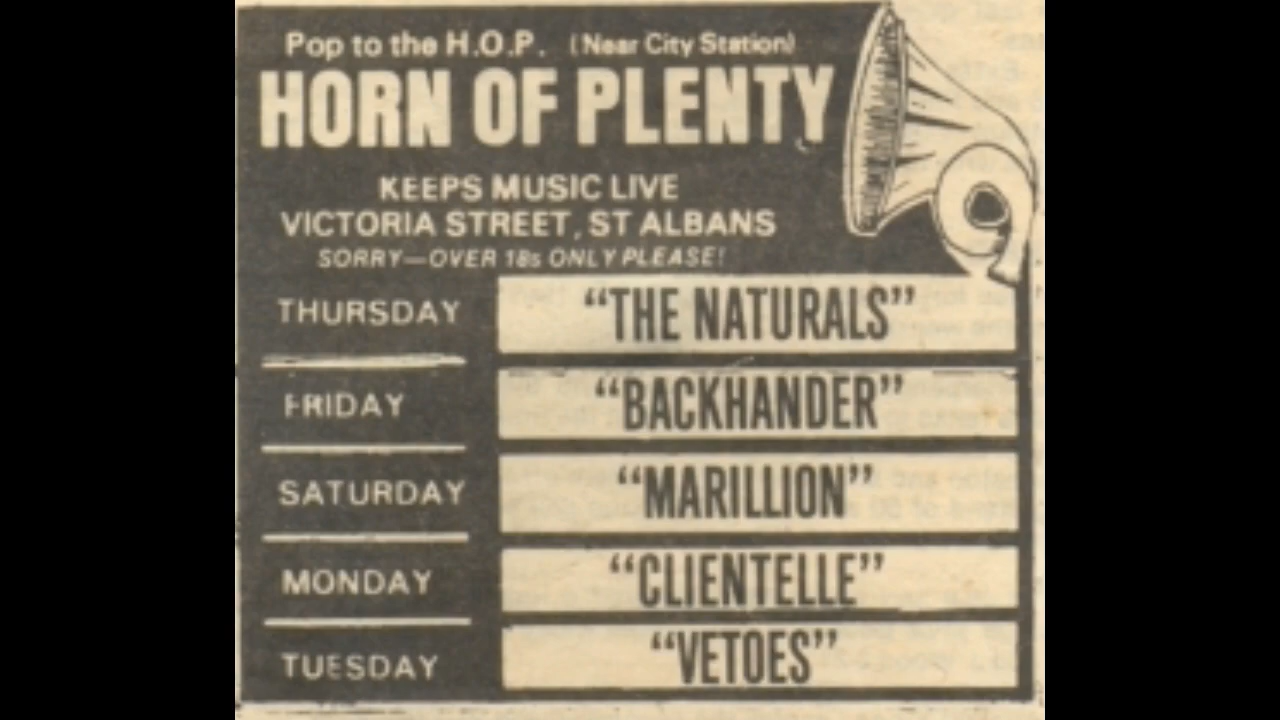 Pop to the H.O.P. (Near City Station)
HORN OF PLENTY
KEEPS MUSIC LIVE
VICTORIA STREET, ST ALBANS
SORRY—OVER 18s ONLY PLEASE!
THURSDAY “THE NATURALS”
FRIDAY “BACKHANDER”
SATURDAY “MARILLION”
MONDAY “CLIENTELLE”
TUESDAY “VETOES”